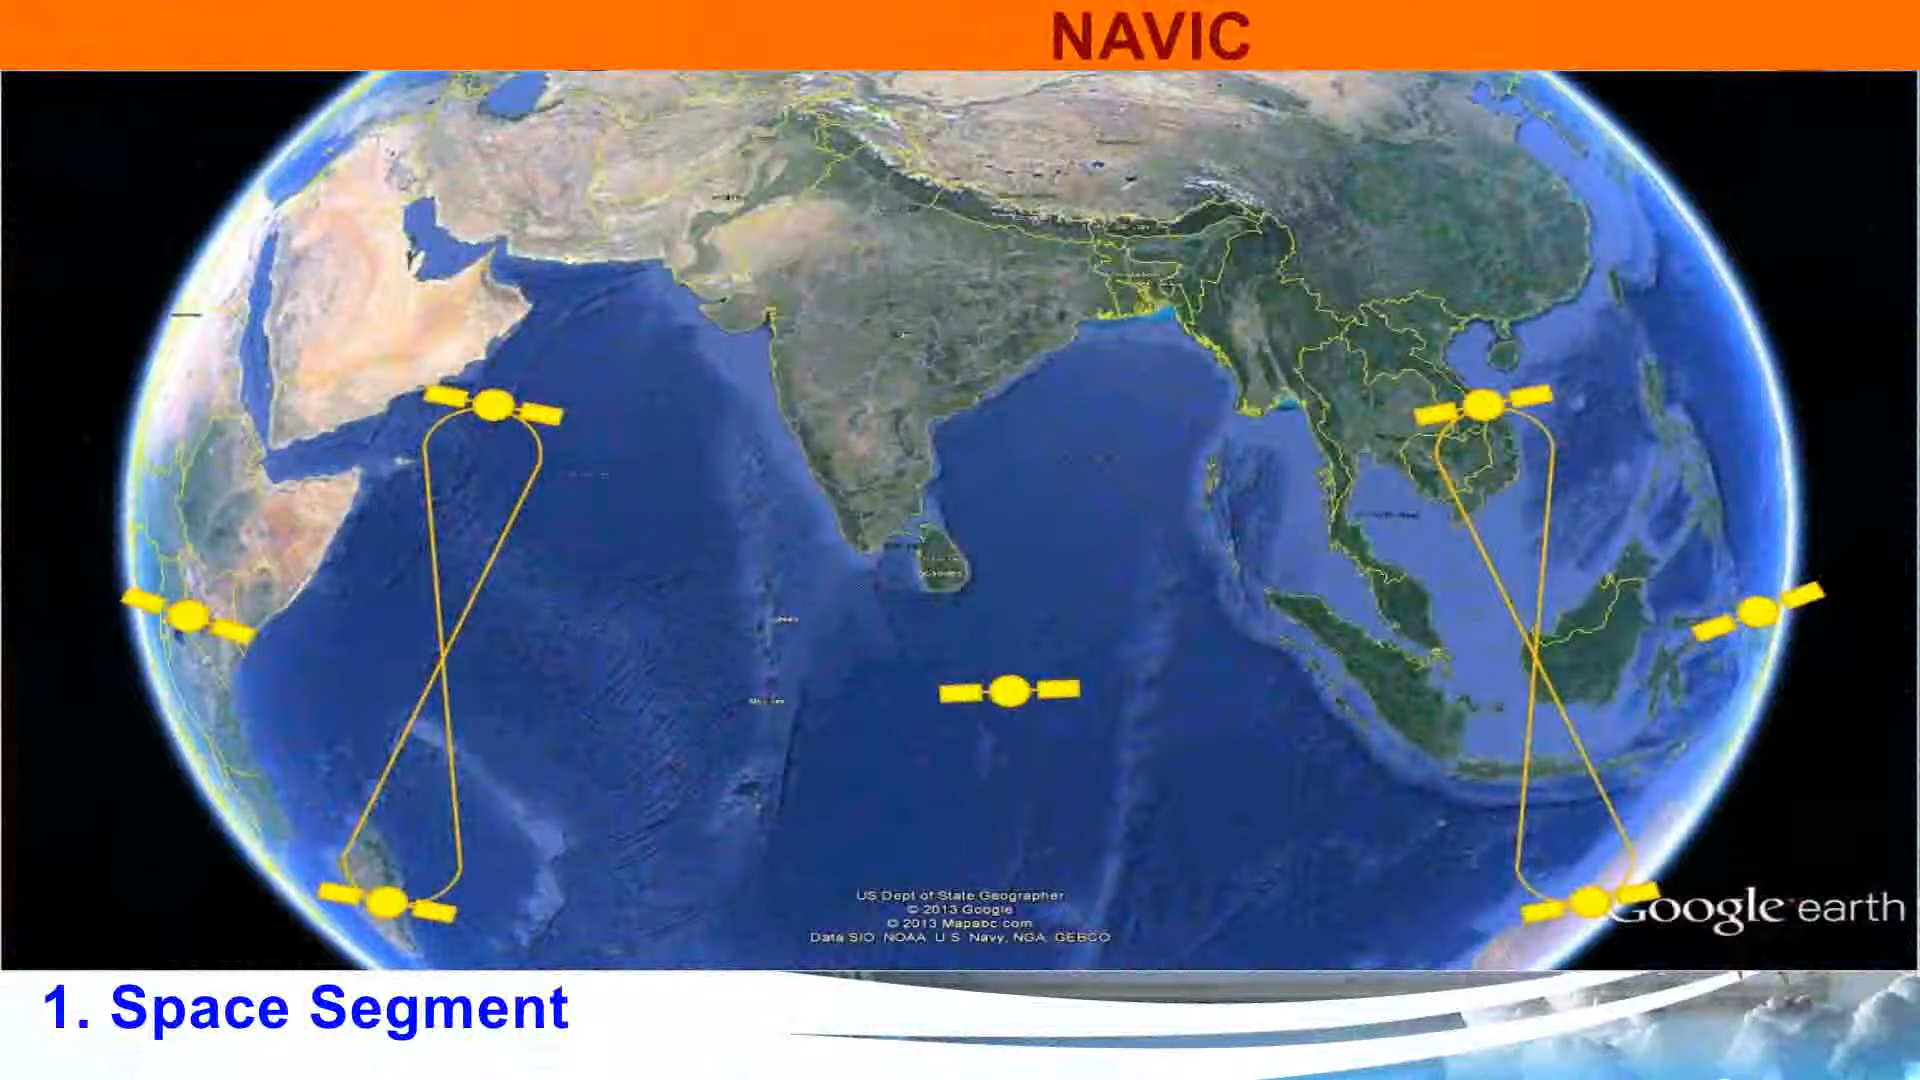 NAVIC
US Dept of State Geographer
© 2013 Google
© 2013 Mapabc.com
Data SIO, NOAA, U.S. Navy, NGA, GEBCO
Google earth
1. Space Segment